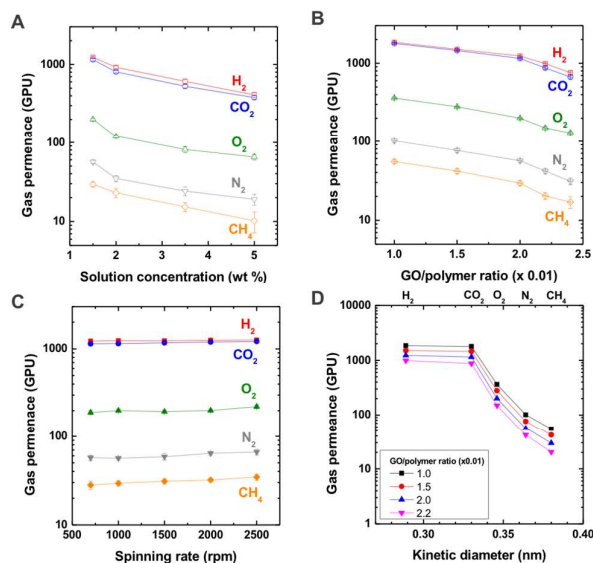 A
Gas permenace (GPU)
1000
100
10
H2
CO2
O2
N2
CH4
1 2 3 4 5
Solution concentration (wt %)
B
Gas permeance (GPU)
1000
100
10
H2
CO2
O2
N2
CH4
1.0 1.5 2.0 2.5
GO/polymer ratio (x 0.01)
C
Gas permenance (GPU)
1000
100
10
H2
CO2
O2
N2
CH4
500 1000 1500 2000 2500
Spinning rate (rpm)
D
H2 CO2 O2 N2 CH4
Gas permeance (GPU)
10000
1000
100
10
1
GO/polymer ratio (x0.01)
1.0
1.5
2.0
2.2
0.30 0.35 0.40
Kinetic diameter (nm)